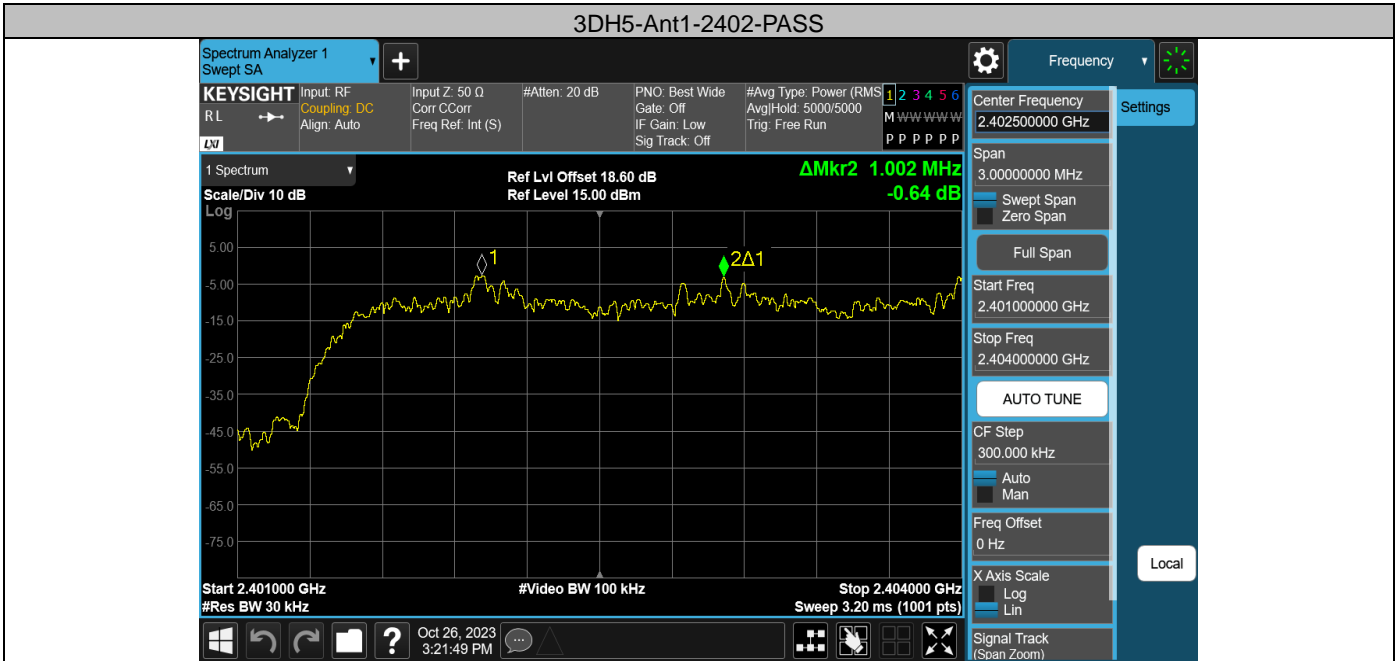 3DH5-Ant1-2402-PASS
Spectrum Analyzer 1
Swept SA
+
Frequency
KEYSIGHT
RL
LXI
Input: RF
Coupling: DC
Align: Auto
Input Z: 50 Ω
Corr CCorr
Freq Ref: Int (S)
#Atten: 20 dB
PNO: Best Wide
Gate: Off
IF Gain: Low
Sig Track: Off
#Avg Type: Power (RMS
Avg|Hold: 5000/5000
Trig: Free Run
1 2 3 4 5 6
M W W W W W
P P P P P P
1 Spectrum
Scale/Div 10 dB
Ref Lvl Offset 18.60 dB
Ref Level 15.00 dBm
ΔMkr2 1.002 MHz
-0.64 dB
Log
5.00
-5.00
-15.0
-25.0
-35.0
-45.0
-55.0
-65.0
-75.0
1
2Δ1
Start 2.401000 GHz
#Res BW 30 kHz
#Video BW 100 kHz
Stop 2.404000 GHz
Sweep 3.20 ms (1001 pts)
Center Frequency
2.402500000 GHz
Settings
Span
3.00000000 MHz
Swept Span
Zero Span
Full Span
Start Freq
2.401000000 GHz
Stop Freq
2.404000000 GHz
AUTO TUNE
CF Step
300.000 kHz
Auto
Man
Freq Offset
0 Hz
X Axis Scale
Log
Lin
Local
Signal Track
(Span Zoom)
?
Oct 26, 2023
3:21:49 PM